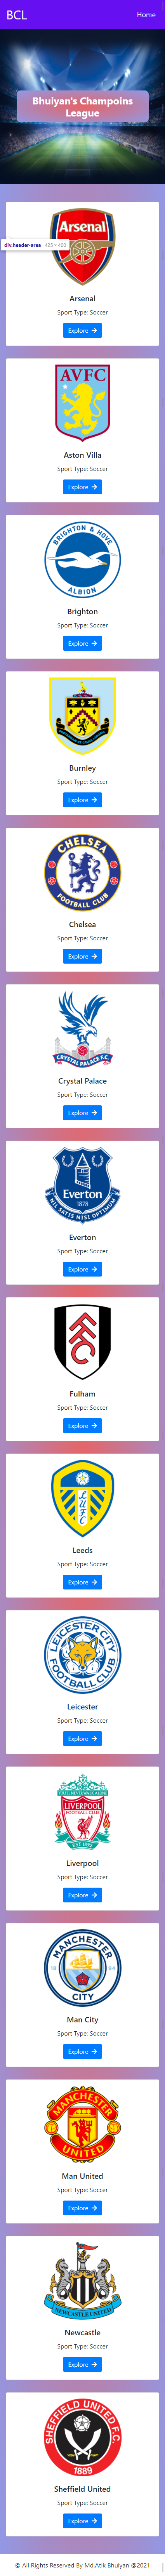 BCL Home
Bhuiyan's Champoins
League
Arsenal
div.header-area 425 × 400
Arsenal
Sport Type: Soccer
Explore
AVFC
Aston Villa
Sport Type: Soccer
Explore
BRIGHTON & HOVE
ALBION
Brighton
Sport Type: Soccer
Explore
Burnley
Sport Type: Soccer
Explore
CHELSEA
FOOTBALL CLUB
Chelsea
Sport Type: Soccer
Explore
CRYSTAL PALACE F.C.
Crystal Palace
Sport Type: Soccer
Explore
Everton
1878
NIL SATIS NISI OPTIMUM
Everton
Sport Type: Soccer
Explore
FFC
Fulham
Sport Type: Soccer
Explore
LUFC
Leeds
Sport Type: Soccer
Explore
LEICESTER CITY
FOOTBALL CLUB
Leicester
Sport Type: Soccer
Explore
YOU'LL NEVER WALK ALONE
LIVERPOOL
FOOTBALL CLUB
EST·1892
Liverpool
Sport Type: Soccer
Explore
MANCHESTER
18 94
CITY
Man City
Sport Type: Soccer
Explore
MANCHESTER
UNITED
Man United
Sport Type: Soccer
Explore
NEWCASTLE UNITED
Newcastle
Sport Type: Soccer
Explore
SHEFFIELD UNITED F.C.
1889
Sheffield United
Sport Type: Soccer
Explore
© All Rights Reserved By Md.Atik Bhuiyan @2021